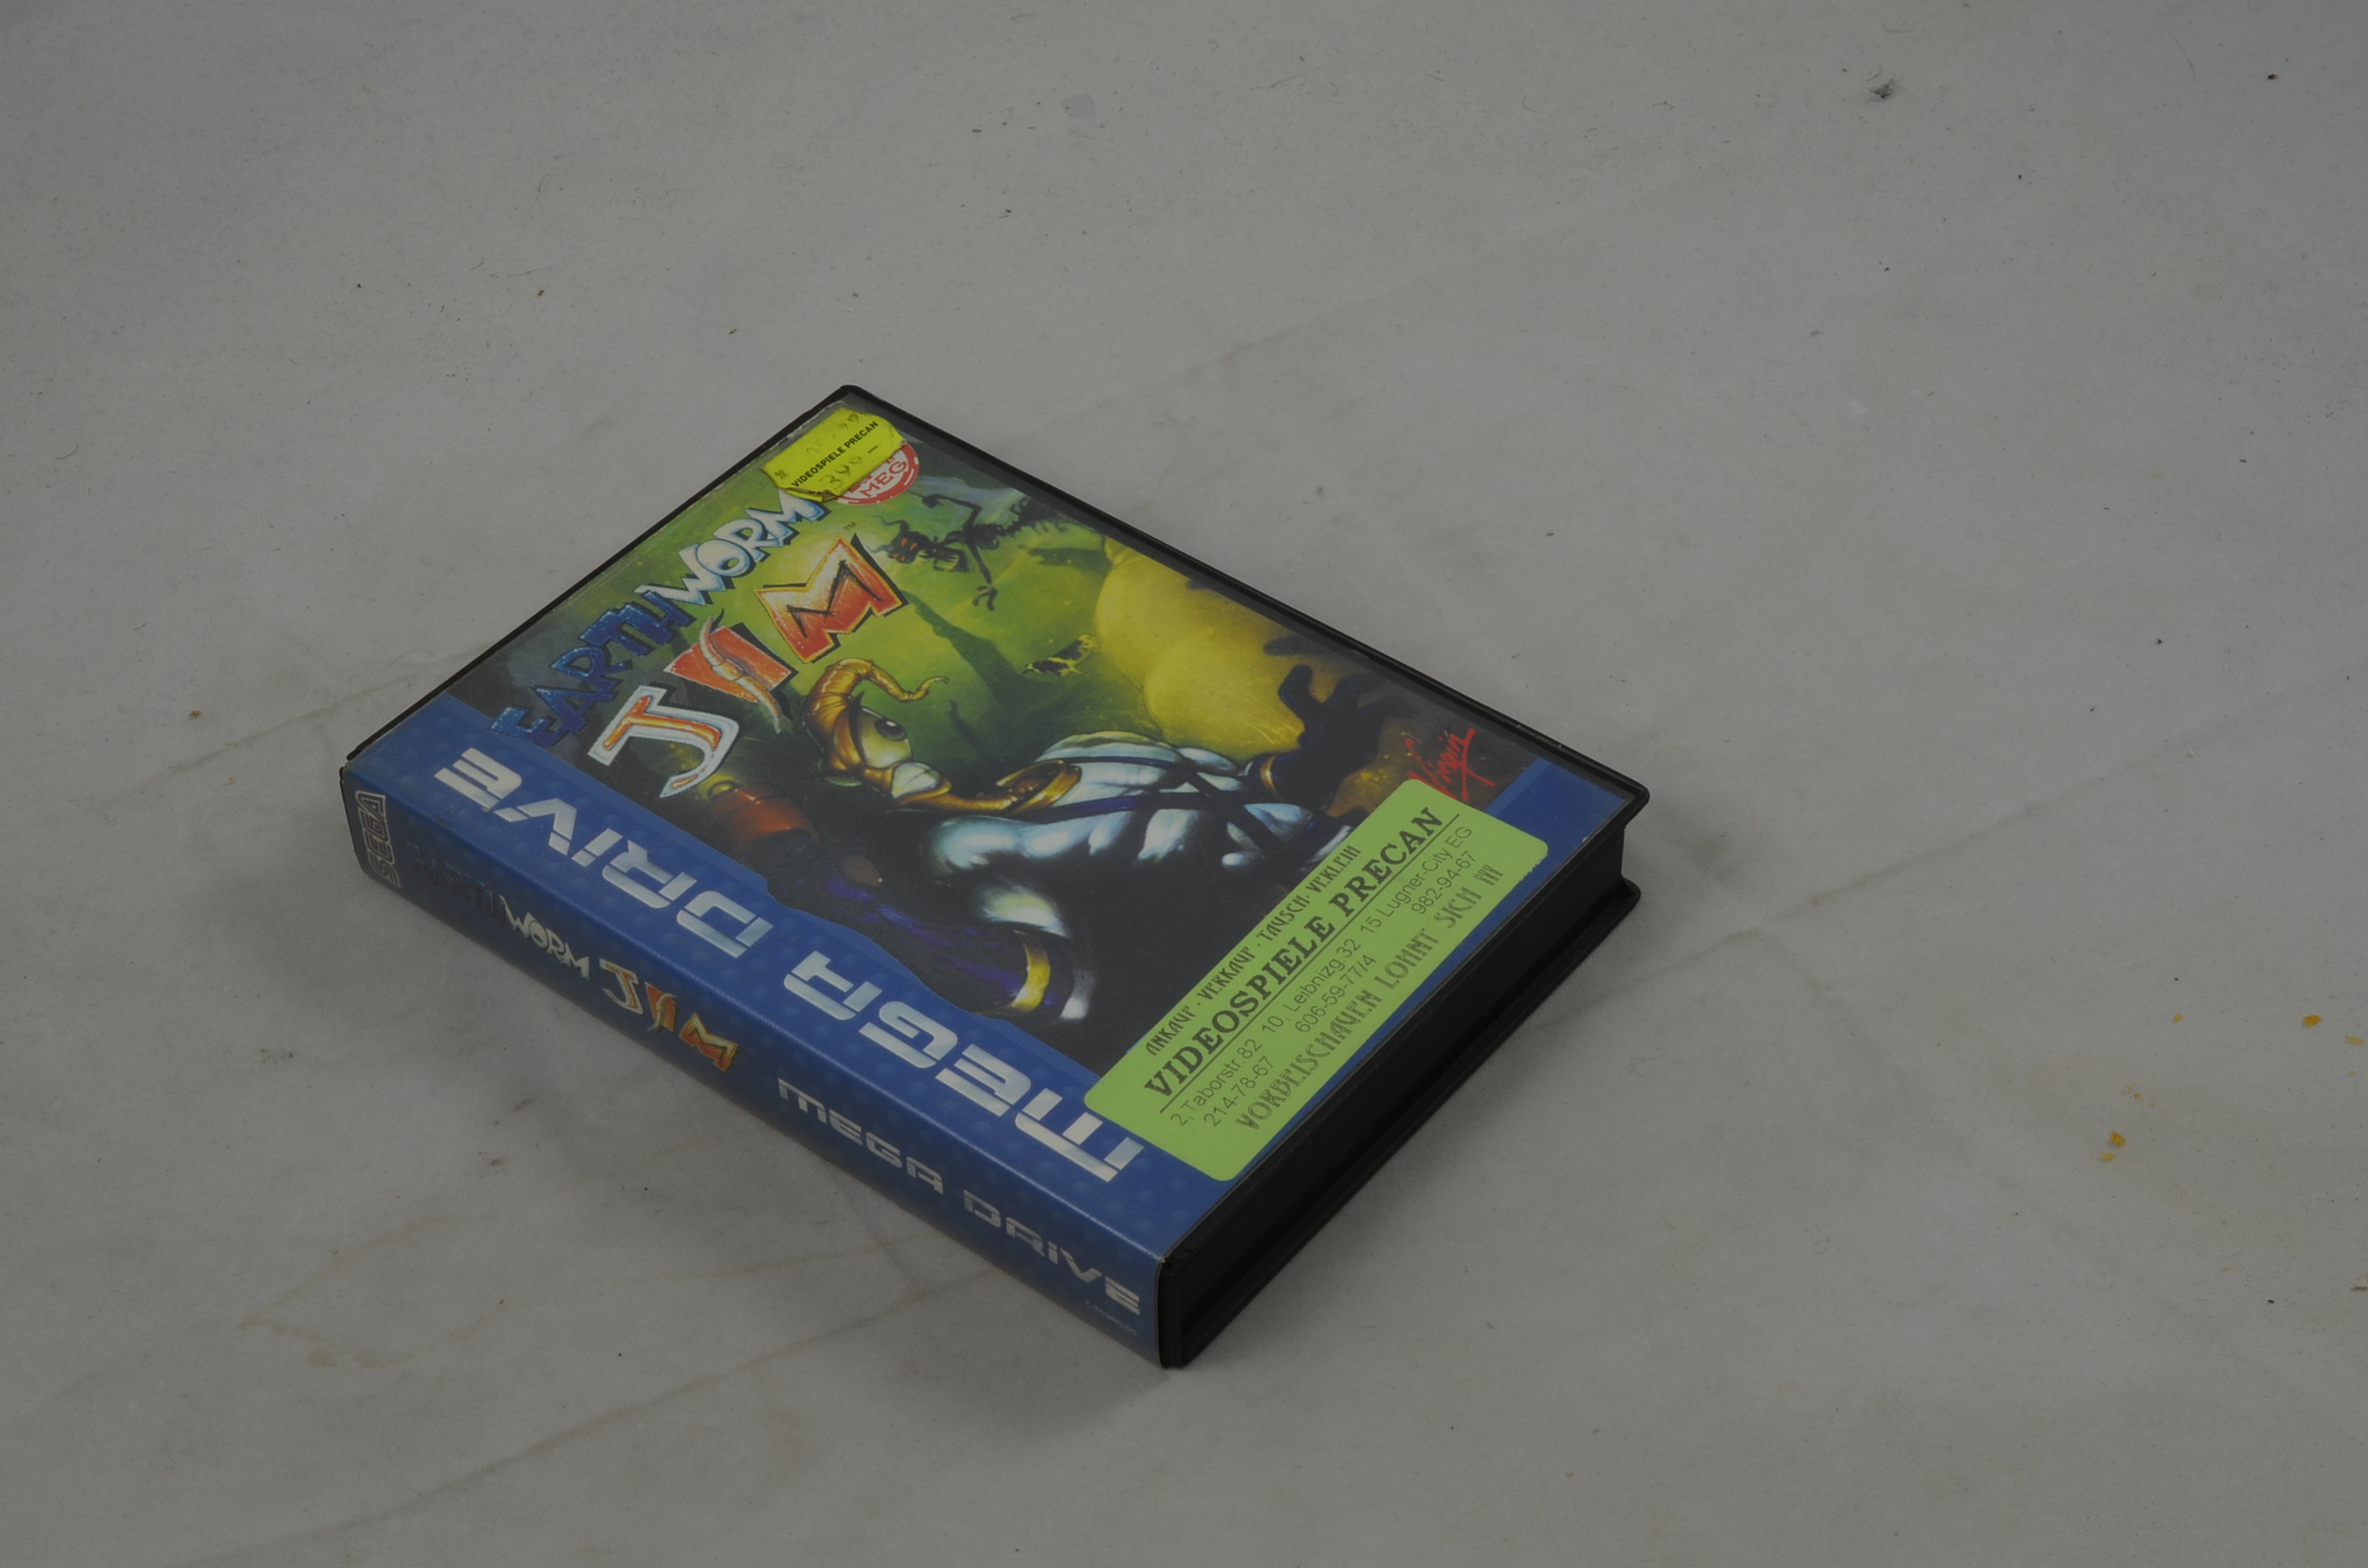 VIDEOSPIELE PRECAN
MEG
EARTHWORM
JIM
TM
Virgin
MEGA DRIVE
ANKAUF - VERKAUF - TAUSCH - VERLEIH
VIDEOSPIELE PRECAN
2, Taborstr. 82 10, Leibnizg 32 15 Lugner-City EG
214-78-67 606-59-77/4 982-94-67
VORBEISCHAUEN LOHNT SICH !!!
SEGA
EARTHWORM JIM MEGA DRIVE